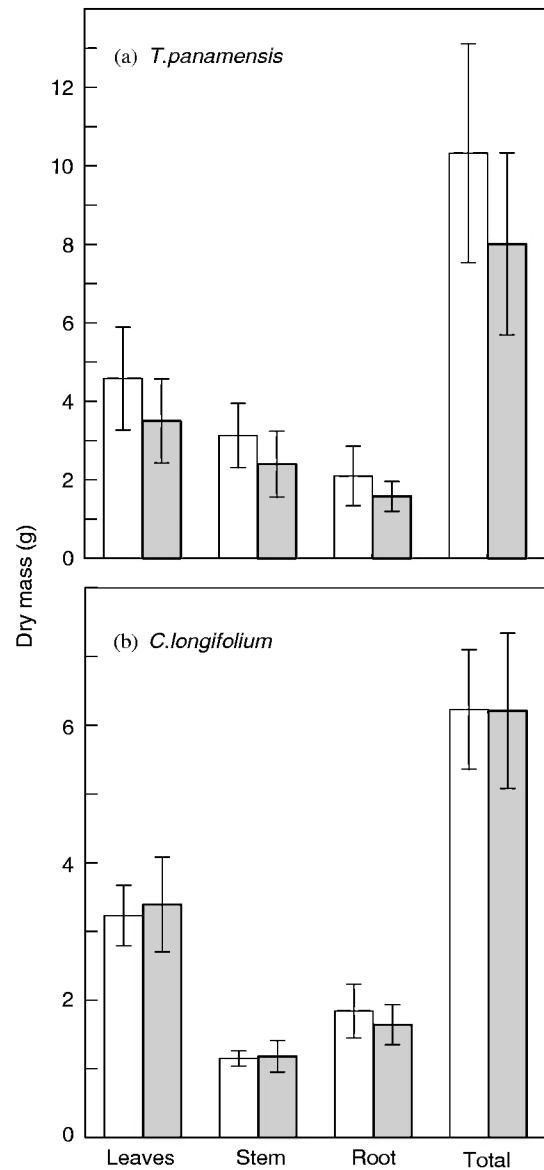 (a) T.panamensis
12
10
8
6
4
2
0
Dry mass (g)
(b) C.longifolium
6
4
2
0
Leaves Stem Root Total